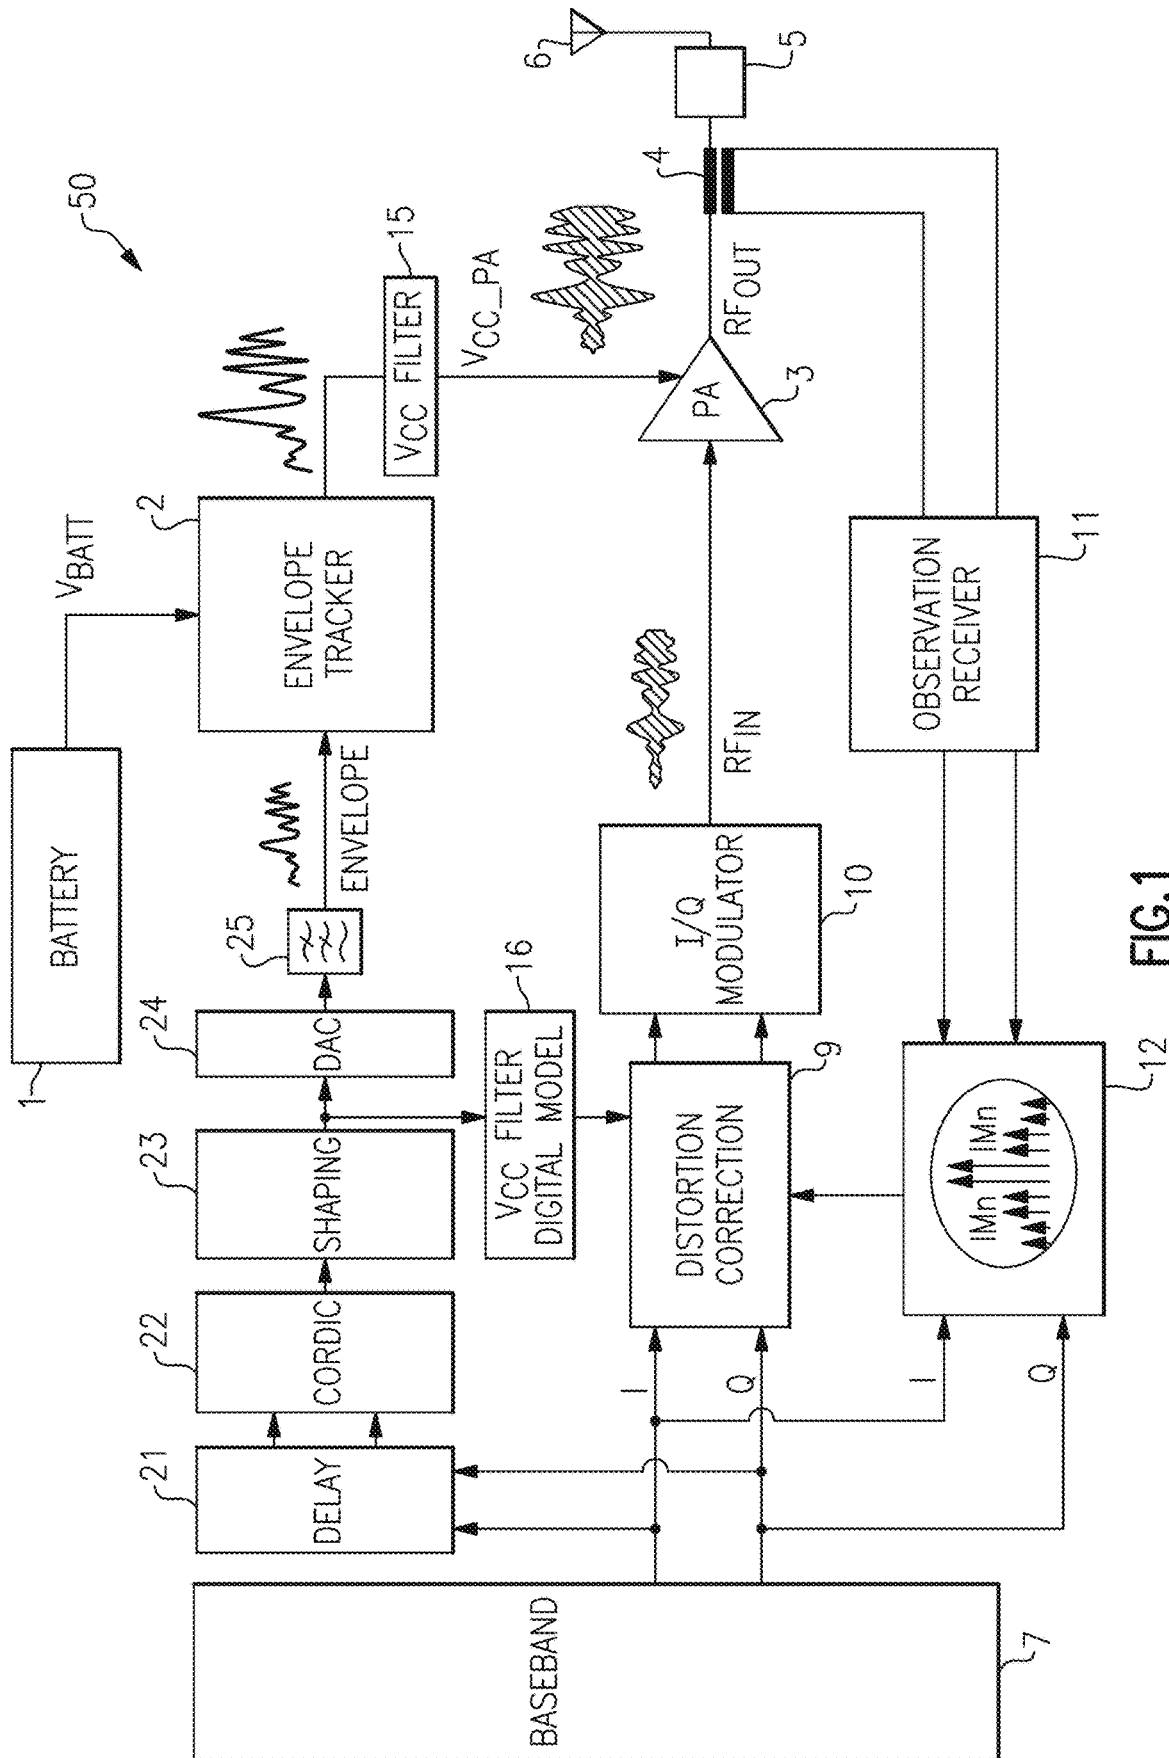 50
BATTERY
1
VBATT
ENVELOPE
TRACKER
2
VCC FILTER
15
VCC_PA
25
ENVELOPE
DAC
24
SHAPING
23
CORDIC
22
DELAY
21
VCC FILTER
DIGITAL MODEL
16
BASEBAND
7
I
Q
DISTORTION
CORRECTION
9
I/Q
MODULATOR
10
RFIN
PA
3
RFOUT
4
5
6
I
Q
IMn
IMn
12
OBSERVATION
RECEIVER
11
FIG.1